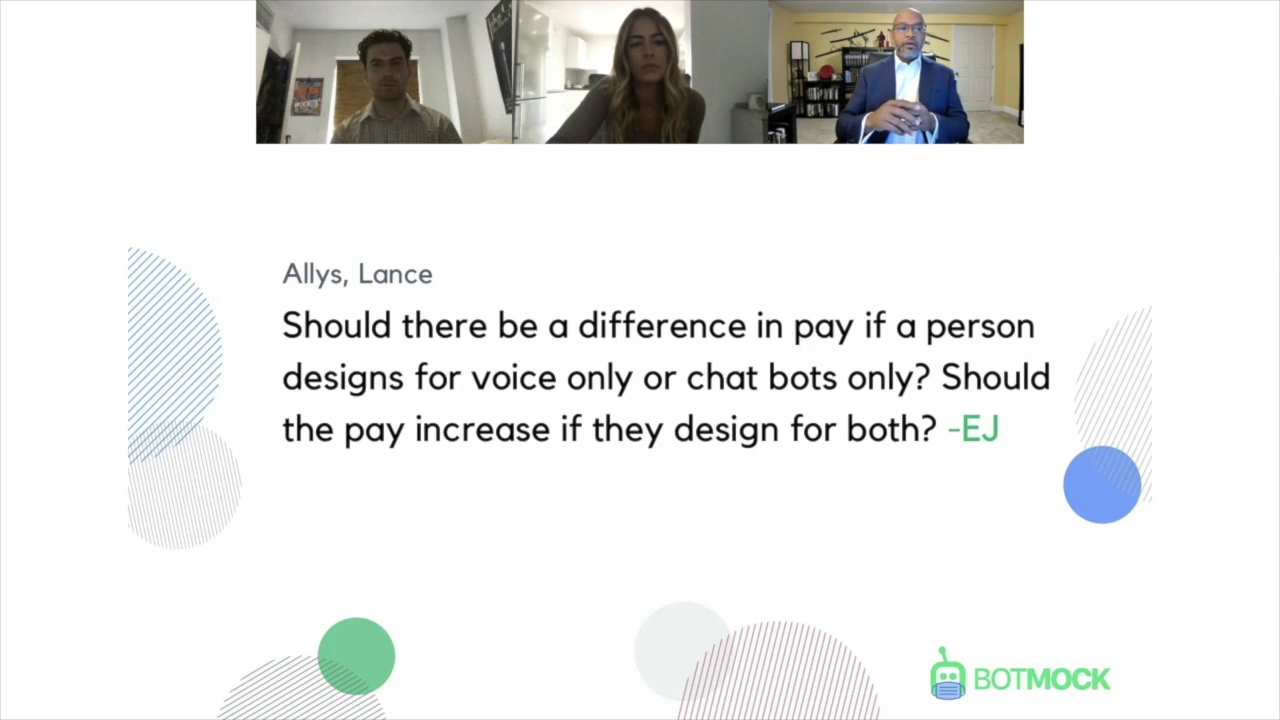 Allys, Lance
Should there be a difference in pay if a person
designs for voice only or chat bots only? Should
the pay increase if they design for both? -EJ
BOTMOCK